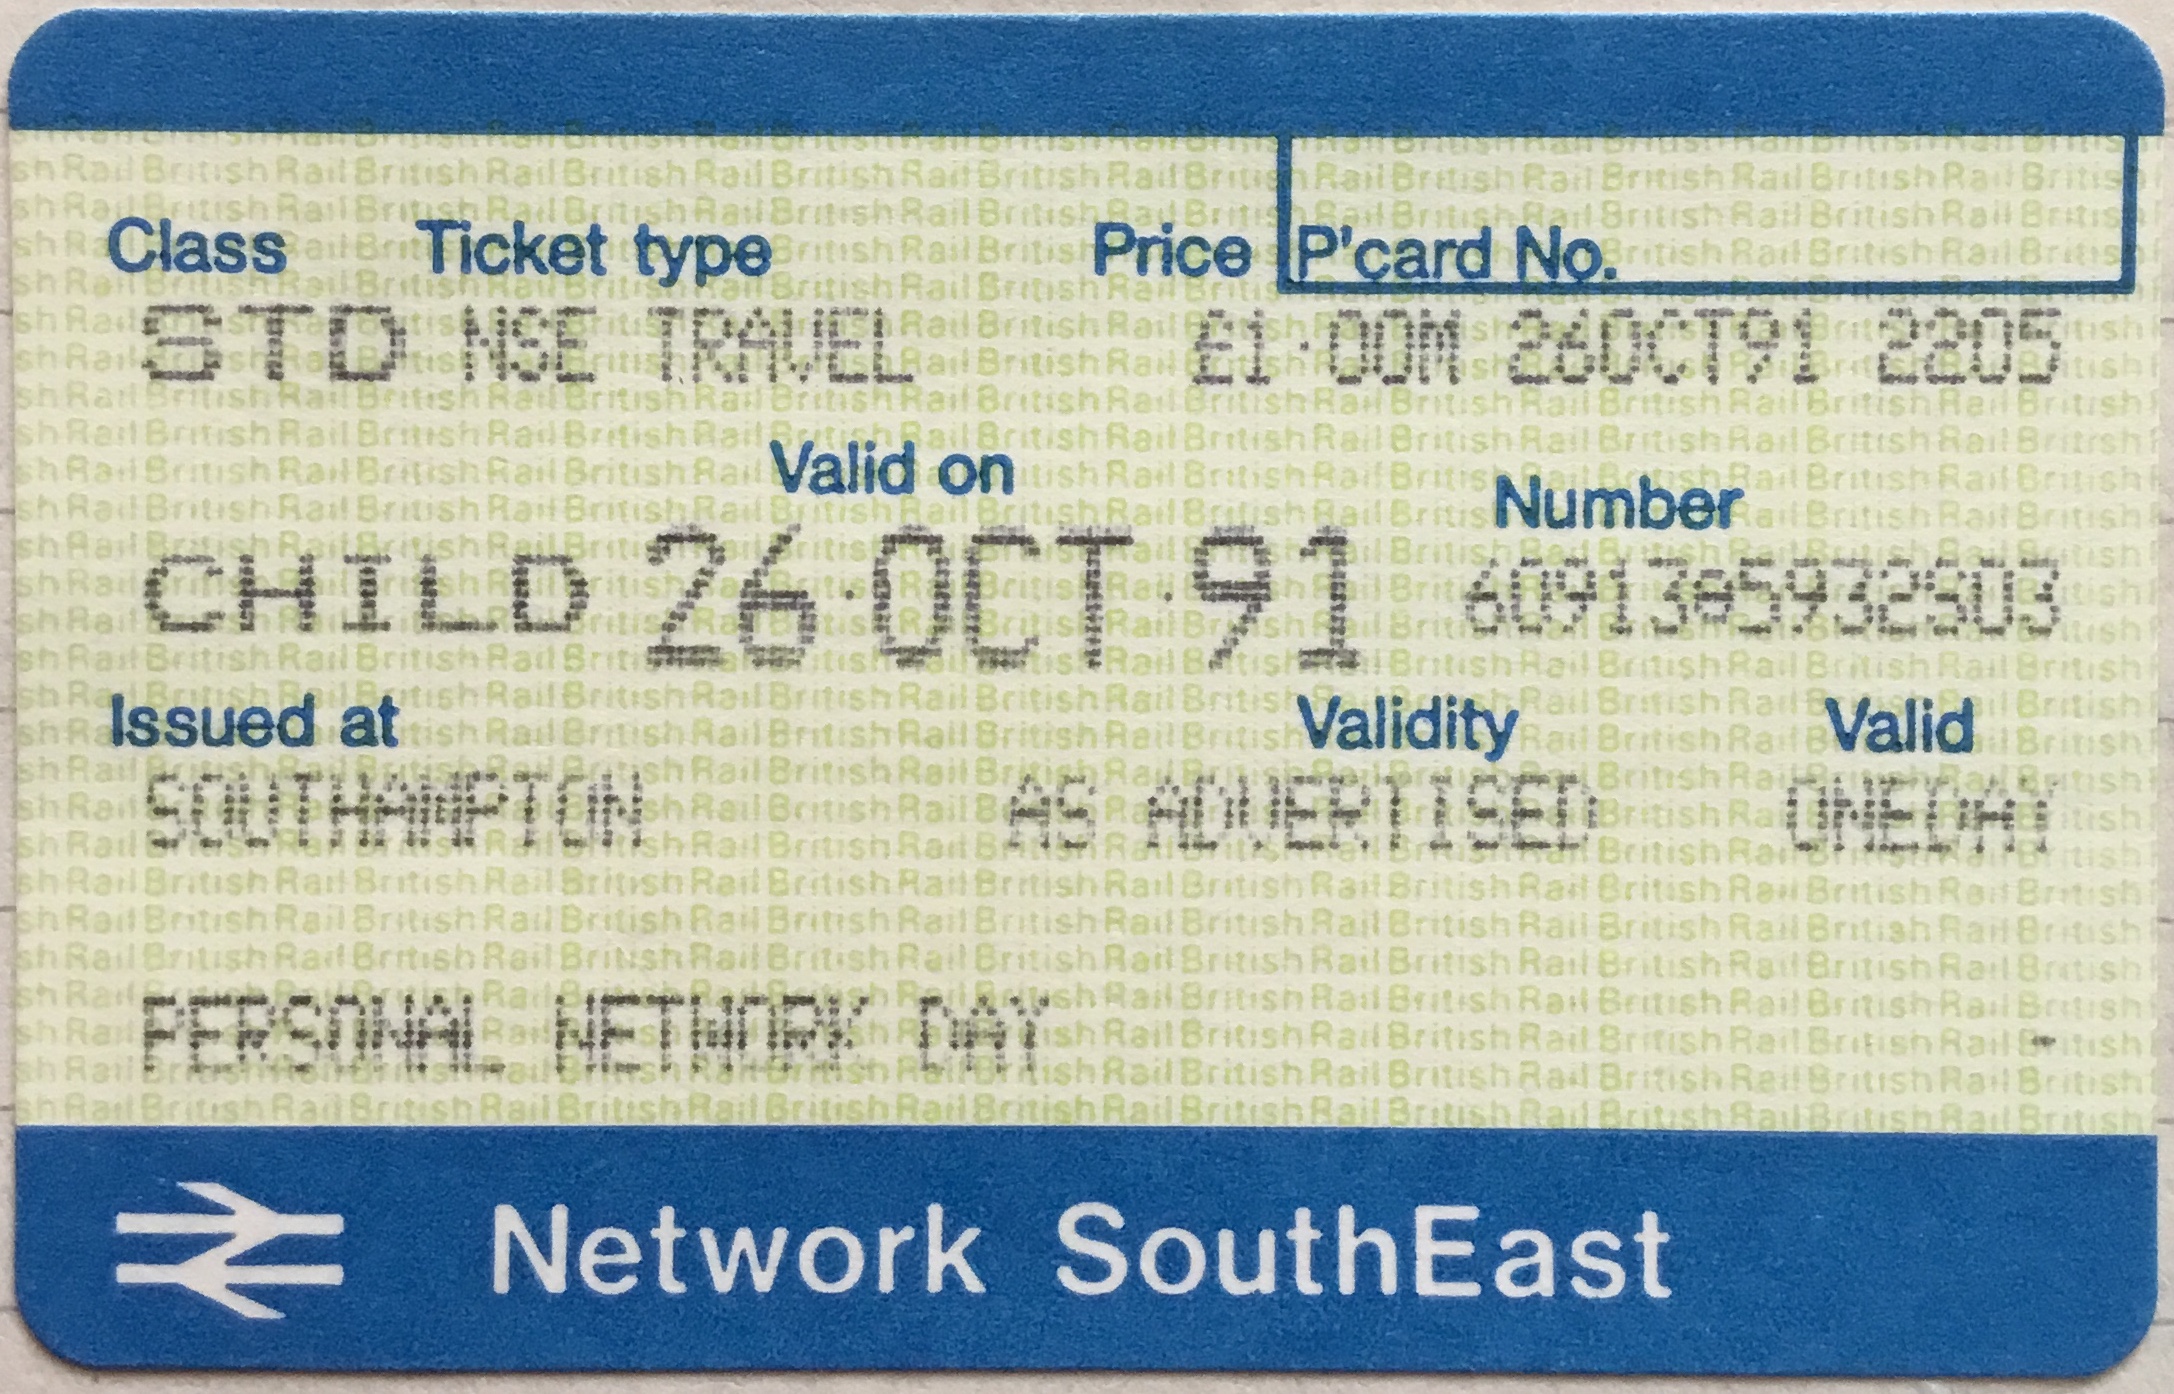 Class Ticket type Price P'card No.
STD NSE TRAVEL £1·00M 26OCT91 2205
Valid on
Number
CHILD 26·OCT·91
Issued at Validity Valid
SOUTHAMPTON AS ADVERTISED ONEDAY
PERSONAL NETWORK DAY -
Network SouthEast